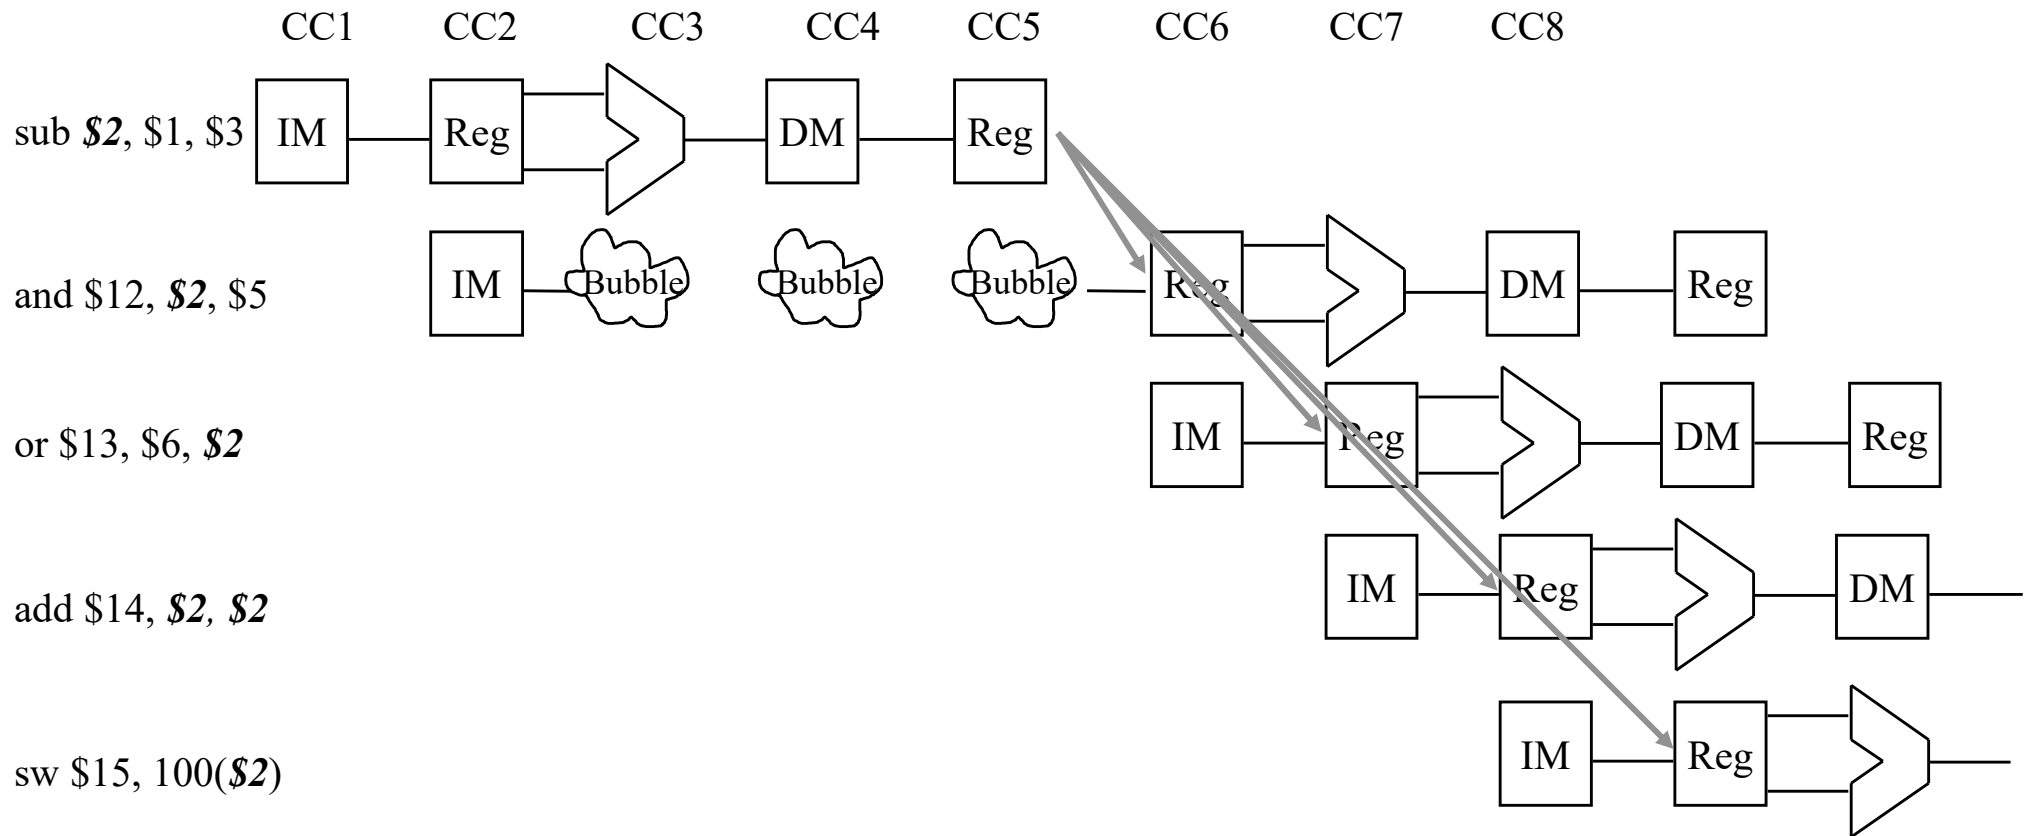 CC1 CC2 CC3 CC4 CC5 CC6 CC7 CC8
sub $2, $1, $3 IM Reg DM Reg
and $12, $2, $5 IM Bubble Bubble Bubble Reg DM Reg
or $13, $6, $2 IM Reg DM Reg
add $14, $2, $2 IM Reg DM
sw $15, 100($2) IM Reg